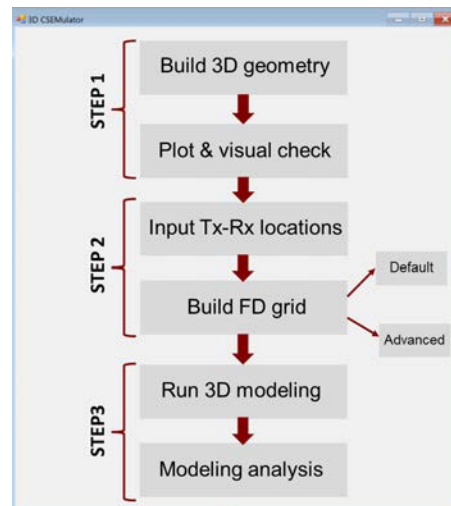 3D CSEMulator
STEP 1
Build 3D geometry
Plot & visual check
STEP 2
Input Tx-Rx locations
Build FD grid
Default
Advanced
STEP3
Run 3D modeling
Modeling analysis